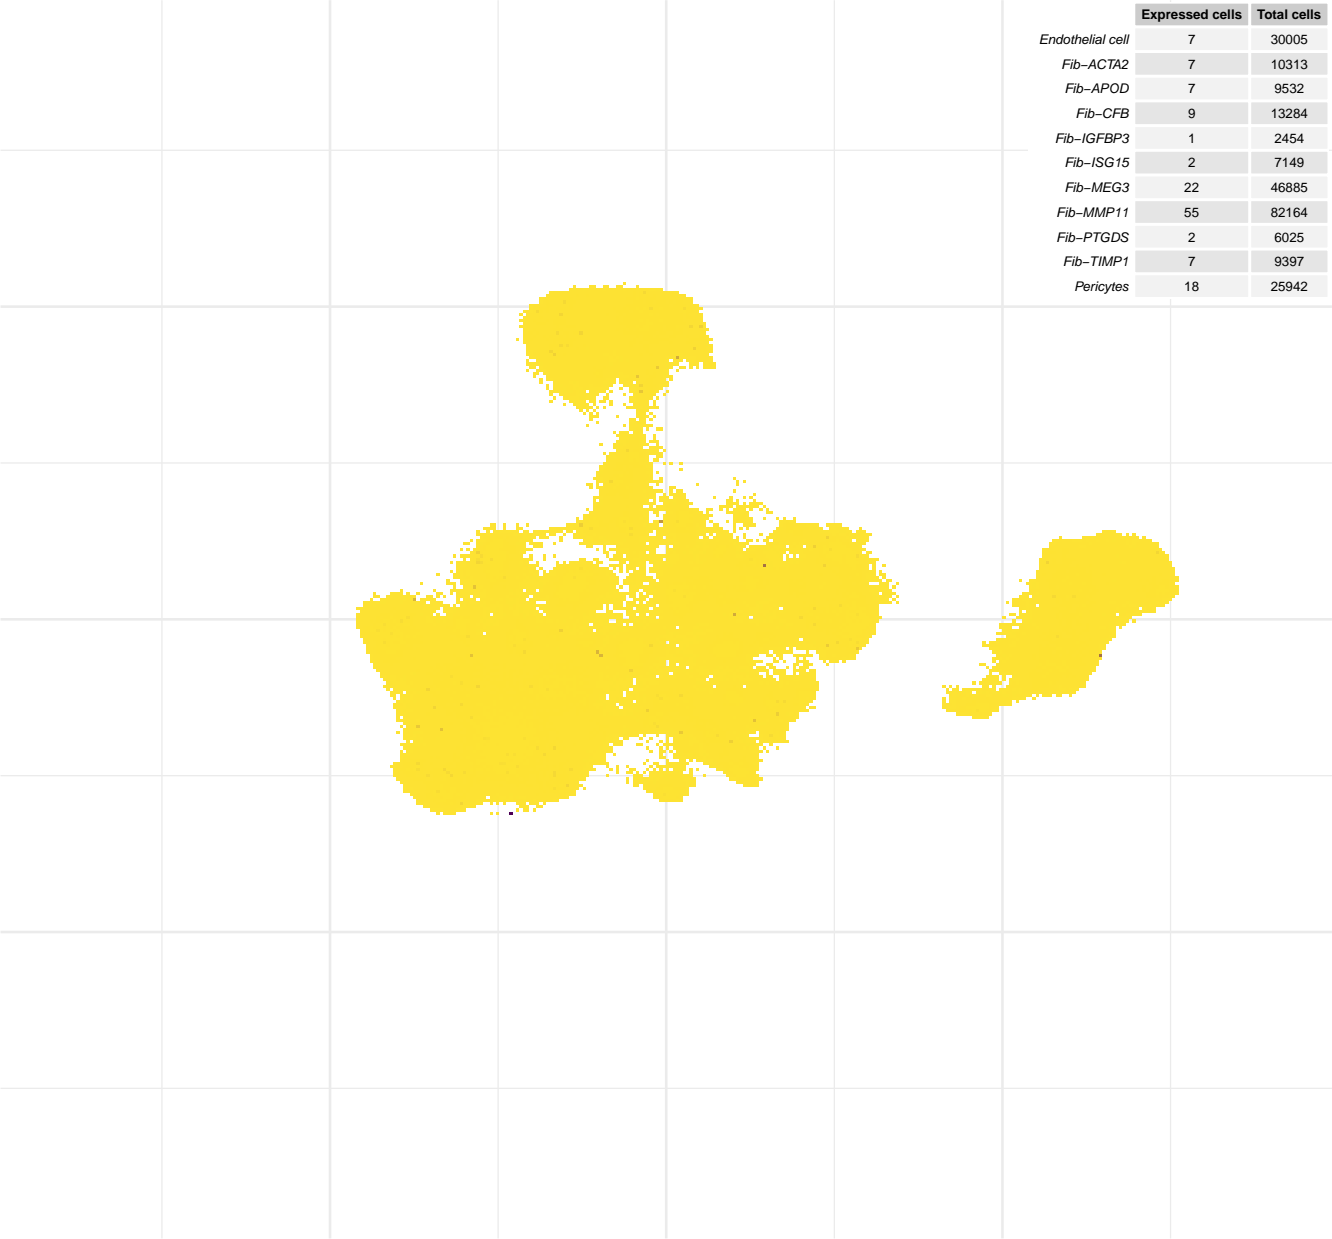 Expressed cells Total cells
Endothelial cell 7 30005
Fib−ACTA2 7 10313
Fib−APOD 7 9532
Fib−CFB 9 13284
Fib−IGFBP3 1 2454
Fib−ISG15 2 7149
Fib−MEG3 22 46885
Fib−MMP11 55 82164
Fib−PTGDS 2 6025
Fib−TIMP1 7 9397
Pericytes 18 25942